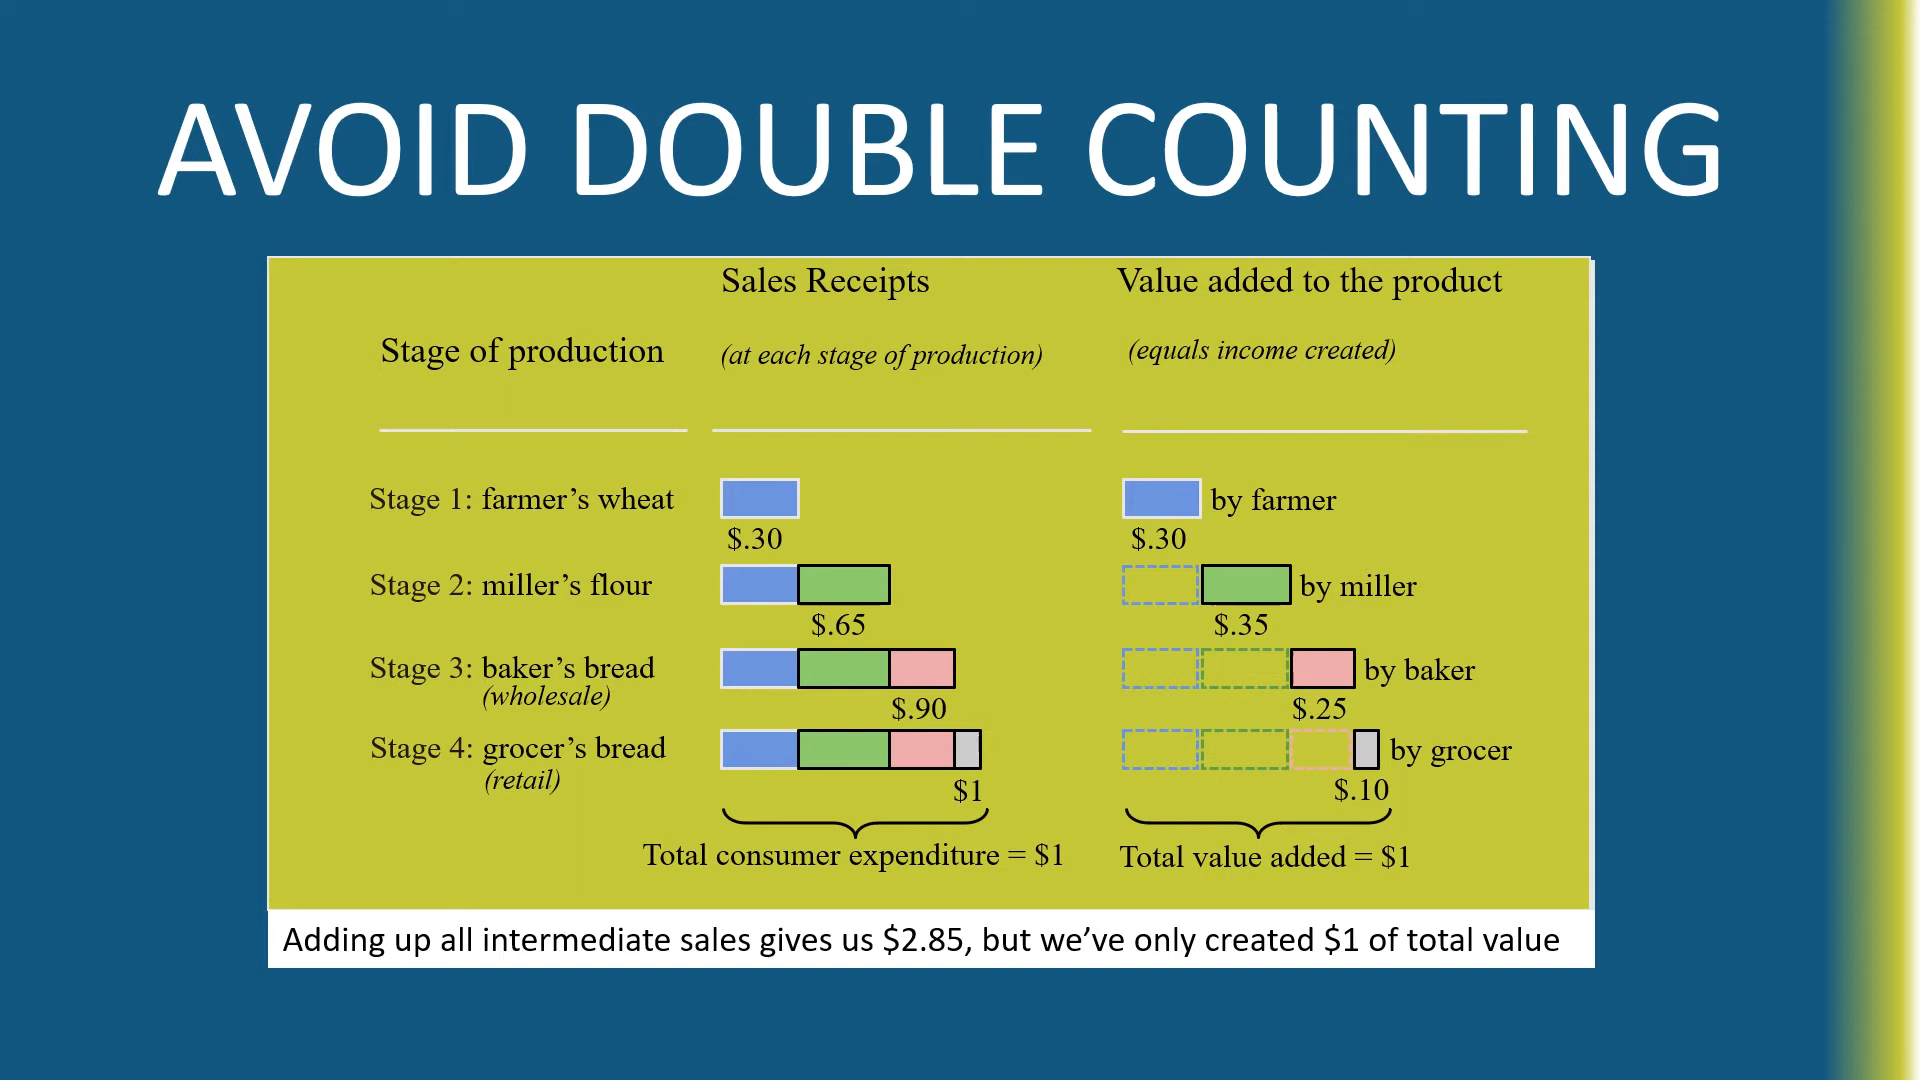 AVOID DOUBLE COUNTING
Sales Receipts
Value added to the product
Stage of production
(at each stage of production)
(equals income created)
Stage 1: farmer’s wheat
by farmer
$.30
$.30
Stage 2: miller’s flour
by miller
$.65
$.35
Stage 3: baker’s bread
by baker
(wholesale)
$.90
$.25
Stage 4: grocer’s bread
by grocer
(retail)
$1
$.10
Total consumer expenditure = $1
Total value added = $1
Adding up all intermediate sales gives us $2.85, but we’ve only created $1 of total value